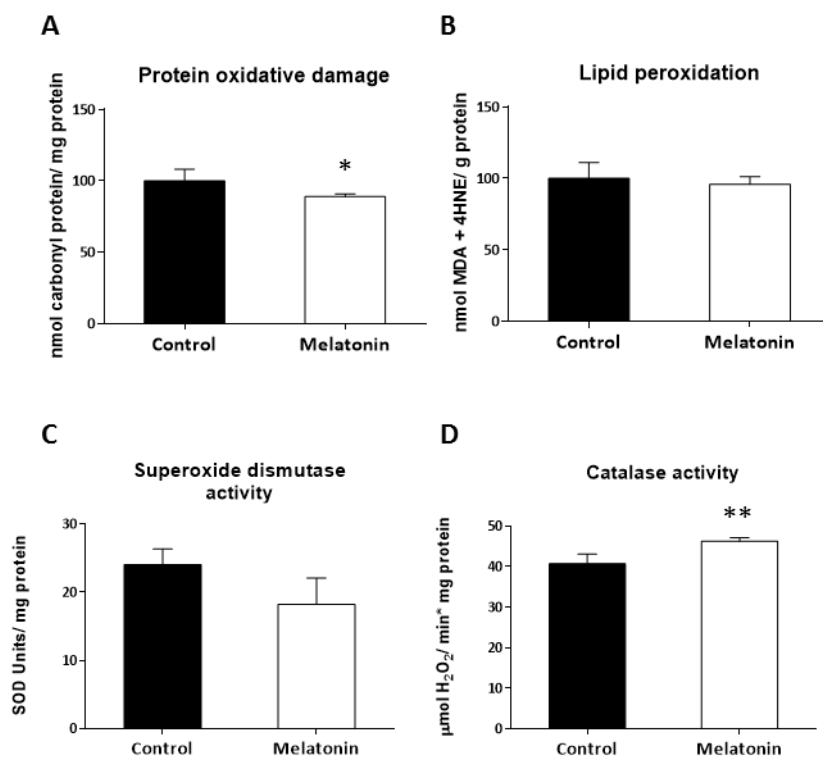 A
Protein oxidative damage
nmol carbonyl protein/ mg protein
150
100
50
0
*
Control
Melatonin
B
Lipid peroxidation
nmol MDA + 4HNE/ g protein
150
100
50
0
Control
Melatonin
C
Superoxide dismutase
activity
SOD Units/ mg protein
30
20
10
0
Control
Melatonin
D
Catalase activity
µmol H₂O₂/ min* mg protein
50
40
30
20
10
0
**
Control
Melatonin